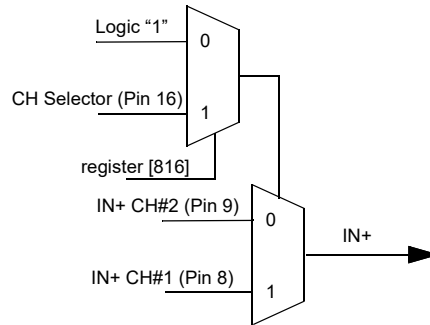 Logic “1”
0
CH Selector (Pin 16)
1
register [816]
IN+ CH#2 (Pin 9)
0
IN+
IN+ CH#1 (Pin 8)
1